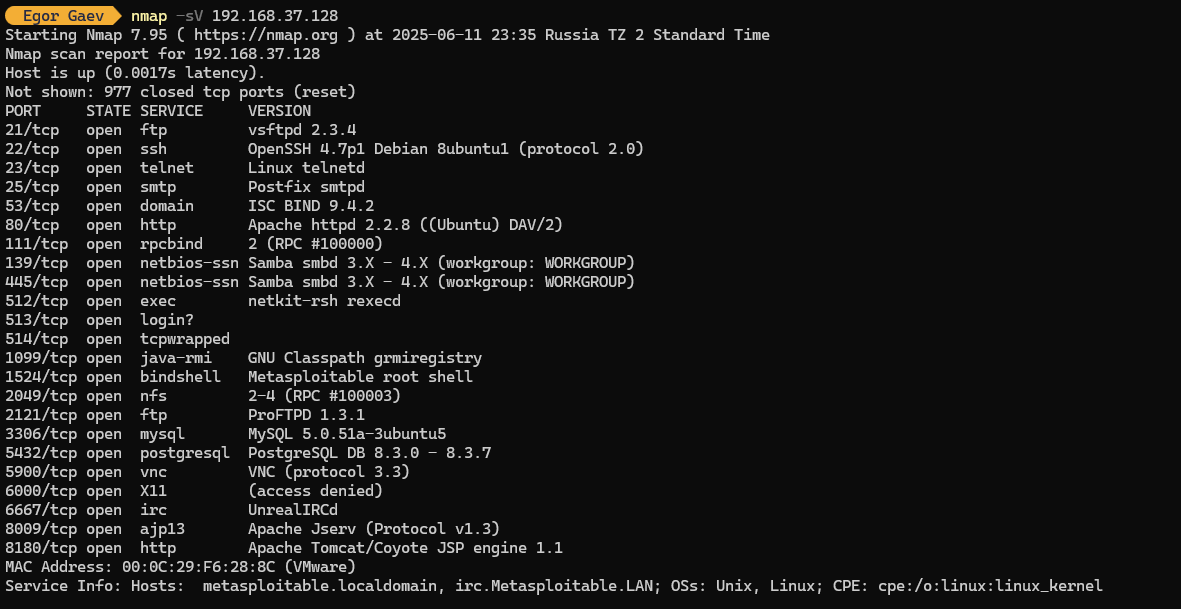 Egor Gaev nmap -sV 192.168.37.128
Starting Nmap 7.95 ( https://nmap.org ) at 2025-06-11 23:35 Russia TZ 2 Standard Time
Nmap scan report for 192.168.37.128
Host is up (0.0017s latency).
Not shown: 977 closed tcp ports (reset)
PORT     STATE SERVICE     VERSION
21/tcp   open  ftp         vsftpd 2.3.4
22/tcp   open  ssh         OpenSSH 4.7p1 Debian 8ubuntu1 (protocol 2.0)
23/tcp   open  telnet      Linux telnetd
25/tcp   open  smtp        Postfix smtpd
53/tcp   open  domain      ISC BIND 9.4.2
80/tcp   open  http        Apache httpd 2.2.8 ((Ubuntu) DAV/2)
111/tcp  open  rpcbind     2 (RPC #100000)
139/tcp  open  netbios-ssn Samba smbd 3.X - 4.X (workgroup: WORKGROUP)
445/tcp  open  netbios-ssn Samba smbd 3.X - 4.X (workgroup: WORKGROUP)
512/tcp  open  exec        netkit-rsh rexecd
513/tcp  open  login?
514/tcp  open  tcpwrapped
1099/tcp open  java-rmi    GNU Classpath grmiregistry
1524/tcp open  bindshell   Metasploitable root shell
2049/tcp open  nfs         2-4 (RPC #100003)
2121/tcp open  ftp         ProFTPD 1.3.1
3306/tcp open  mysql       MySQL 5.0.51a-3ubuntu5
5432/tcp open  postgresql  PostgreSQL DB 8.3.0 - 8.3.7
5900/tcp open  vnc         VNC (protocol 3.3)
6000/tcp open  X11         (access denied)
6667/tcp open  irc         UnrealIRCd
8009/tcp open  ajp13       Apache Jserv (Protocol v1.3)
8180/tcp open  http        Apache Tomcat/Coyote JSP engine 1.1
MAC Address: 00:0C:29:F6:28:8C (VMware)
Service Info: Hosts:  metasploitable.localdomain, irc.Metasploitable.LAN; OSs: Unix, Linux; CPE: cpe:/o:linux:linux_kernel